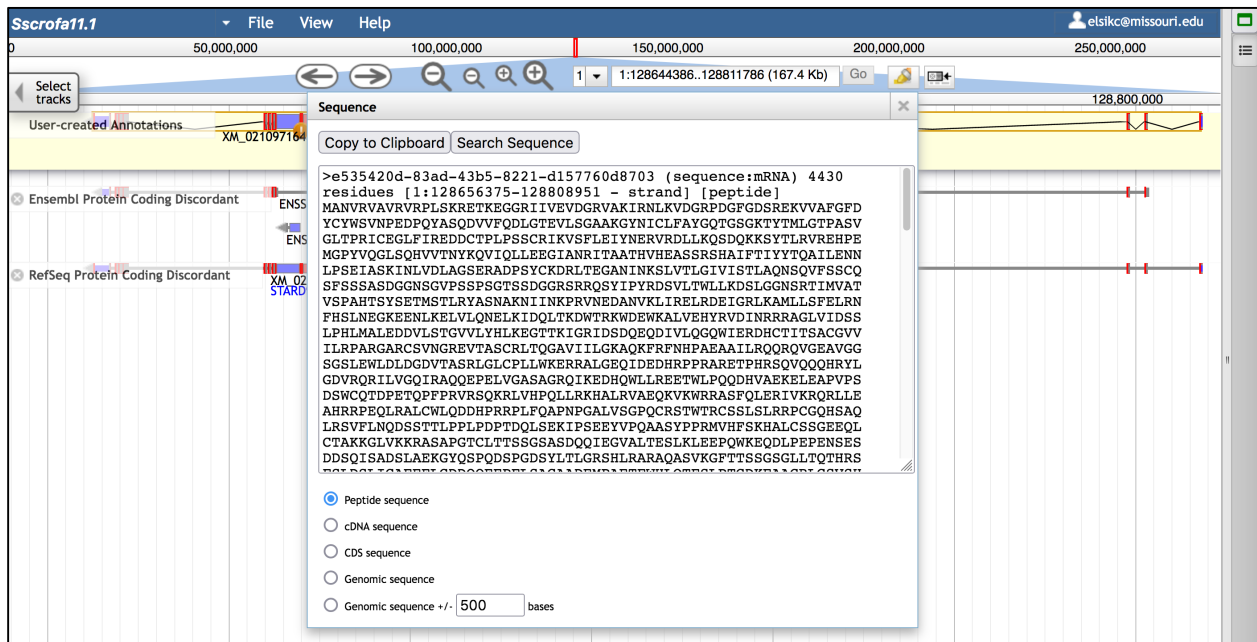 Sscrofa11.1 File View Help elsikc@missouri.edu
0 50,000,000 100,000,000 150,000,000 200,000,000 250,000,000
Select
tracks
1 1:128644386..128811786 (167.4 Kb) Go
128,800,000
User-created Annotations
XM_021097164
Ensembl Protein Coding Discordant
ENSS
ENS
RefSeq Protein Coding Discordant
XM_02
STARD
Sequence
Copy to Clipboard Search Sequence
>e535420d-83ad-43b5-8221-d157760d8703 (sequence:mRNA) 4430
residues [1:128656375-128808951 - strand] [peptide]
MANVRVAVRVRPLSKRETKEGGRIIVEVDGRVAKIRNLKVDGRPDGFGDSREKVVAFGFD
YCYWSVNPEDPQYASQDVVFQDLGTEVLSGAAKGYNICLFAYGQTGSGKTYTMLGTPASV
GLTPRICEGLFIREDDCTPLPSSCRIKVSFLEIYNERVRDLLKQSDQKKSYTLRVREHPE
MGPYVQGLSQHVVTNYKQVIQLLEEGIANRITAATHVHEASSRSHAIFTIYYTQAILENN
LPSEIASKINLVDLAGSERADPSYCKDRLTEGANINKSLVTLGIVISTLAQNSQVFSSCQ
SFSSSASDGGNSGVPSSPSGTSSDGGRSRRQSYIPYRDSVLTWLLKDSLGGNSRTIMVAT
VSPAHTSYSETMSTLRYASNAKNIINKPRVNEDANVKLIRELRDEIGRLKAMLLSFELRN
FHSLNEGKEENLKELVLQNELKIDQLTKDWTRKWDEWKALVEHYRVDINRRRAGLVIDSS
LPHLMALEDDVLSTGVVLYHLKEGTTKIGRIDSDQEQDIVLQGQWIERDHCTITSACGVV
ILRPARGARCSVNGREVTASCRLTQGAVIILGKAQKFRFNHPAEAAILRQQRQVGEAVGG
SGSLEWLDLDGDVTASRLGLCPLLWKERRALGEQIDEDHRPPRARETPHRSQVQQQHRYL
GDVRQRILVGQIRAQQEPELVGASAGRQIKEDHQWLLREETWLPQQDHVAEKELEAPVPS
DSWCQTDPETQPFPRVRSQKRLVHPQLLRKHALRVAEQKVKWRRASFQLERIVKRQRLLE
AHRRPEQLRALCWLQDDHPRRPLFQAPNPGALVSGPQCRSTWTRCSSLSLRRPCGQHSAQ
LRSVFLNQDSSTTLPPLPDPTDQLSEKIPSEEYVPQAASYPPRMVHFSKHALCSSGEEQL
CTAKKGLVKKRASAPGTCLTTSSGSASDQQIEGVALTESLKLEEPQWKEQDLPEPENSES
DDSQISADSLAEKGYQSPQDSPGDSYLTLGRSHLRARAQASVKGFTTSSGSGLLTQTHRS
Peptide sequence
cDNA sequence
CDS sequence
Genomic sequence
Genomic sequence +/- 500 bases